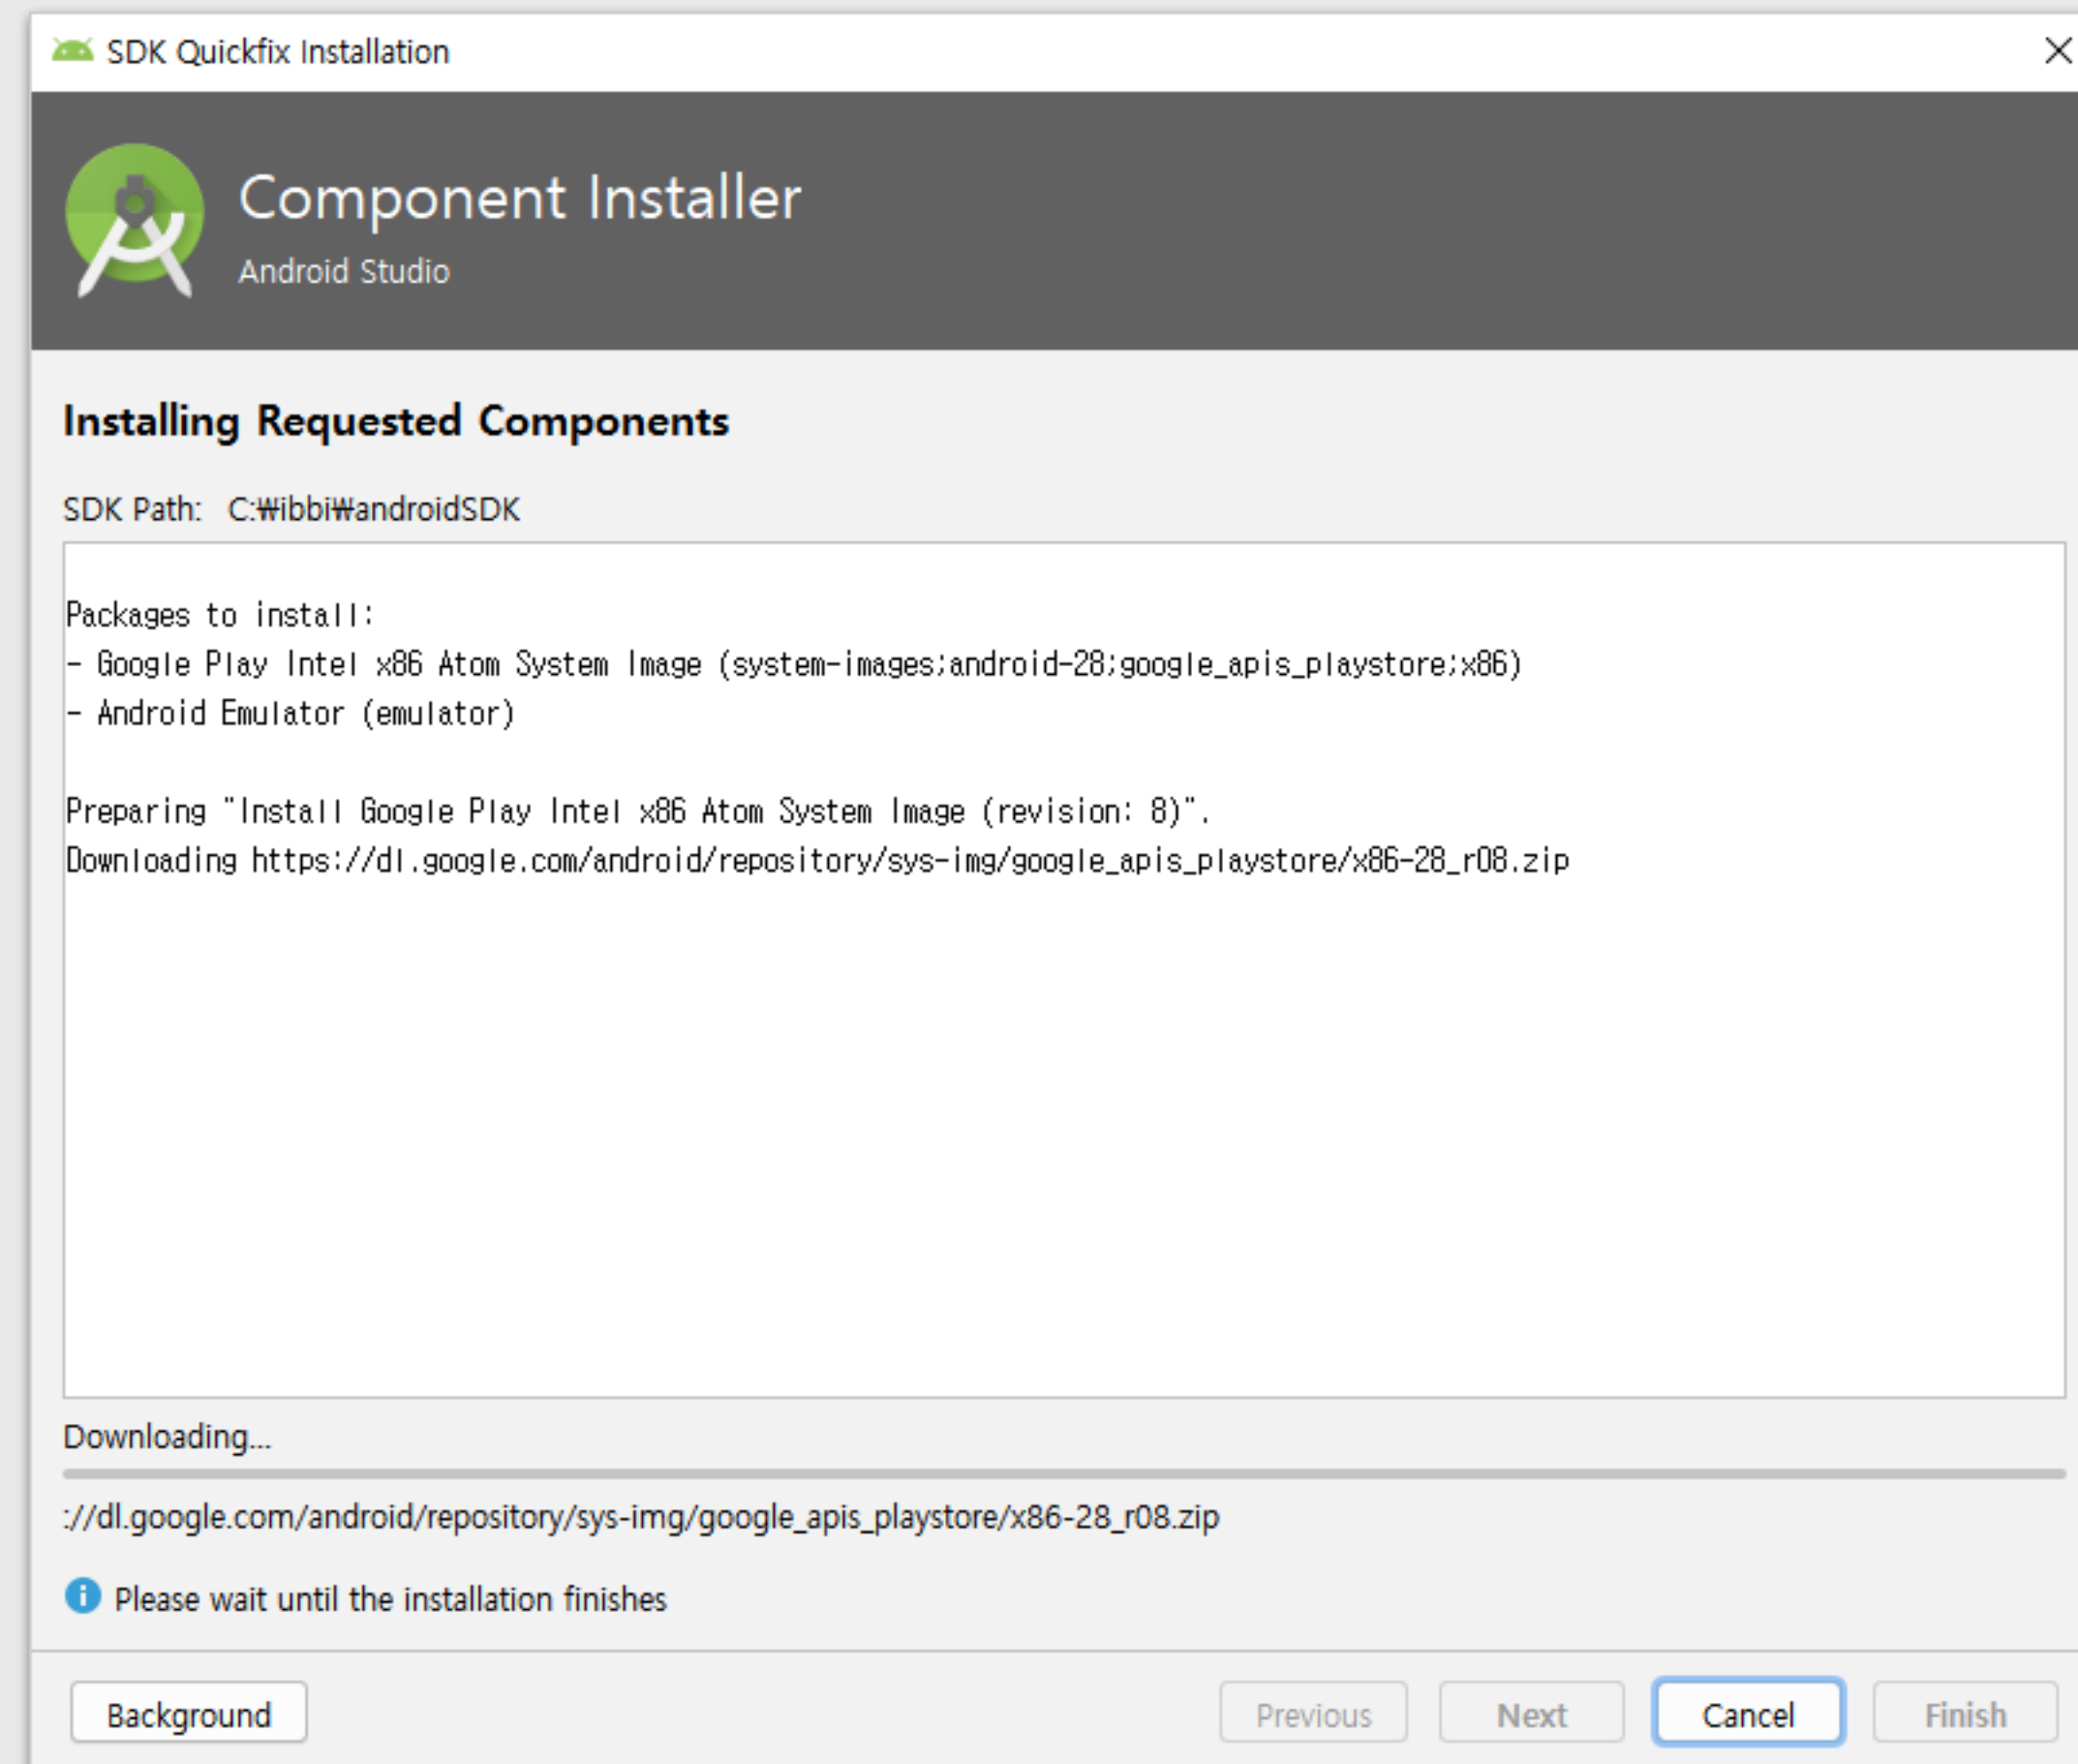 SDK Quickfix Installation
Component Installer
Android Studio
Installing Requested Components
SDK Path: C:₩ibbi₩androidSDK
Packages to install:
- Google Play Intel x86 Atom System Image (system-images;android-28;google_apis_playstore;x86)
- Android Emulator (emulator)
Preparing "Install Google Play Intel x86 Atom System Image (revision: 8)".
Downloading https://dl.google.com/android/repository/sys-img/google_apis_playstore/x86-28_r08.zip
Downloading...
://dl.google.com/android/repository/sys-img/google_apis_playstore/x86-28_r08.zip
Please wait until the installation finishes
Background Previous Next Cancel Finish